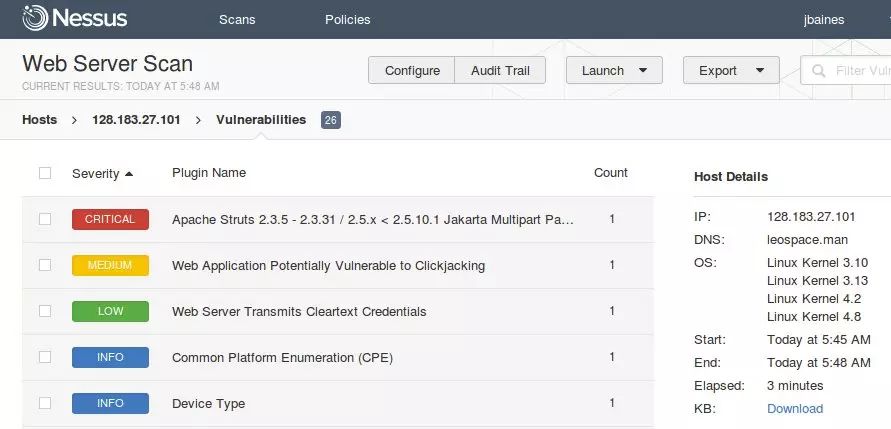 Nessus Scans Policies jbaines
Web Server Scan
CURRENT RESULTS: TODAY AT 5:48 AM
Configure Audit Trail Launch Export Filter Vul
Hosts > 128.183.27.101 > Vulnerabilities 26
Severity Plugin Name Count
CRITICAL Apache Struts 2.3.5 - 2.3.31 / 2.5.x < 2.5.10.1 Jakarta Multipart Pa... 1
MEDIUM Web Application Potentially Vulnerable to Clickjacking 1
LOW Web Server Transmits Cleartext Credentials 1
INFO Common Platform Enumeration (CPE) 1
INFO Device Type 1
Host Details
IP: 128.183.27.101
DNS: leospace.man
OS: Linux Kernel 3.10
Linux Kernel 3.13
Linux Kernel 4.2
Linux Kernel 4.8
Start: Today at 5:45 AM
End: Today at 5:48 AM
Elapsed: 3 minutes
KB: Download